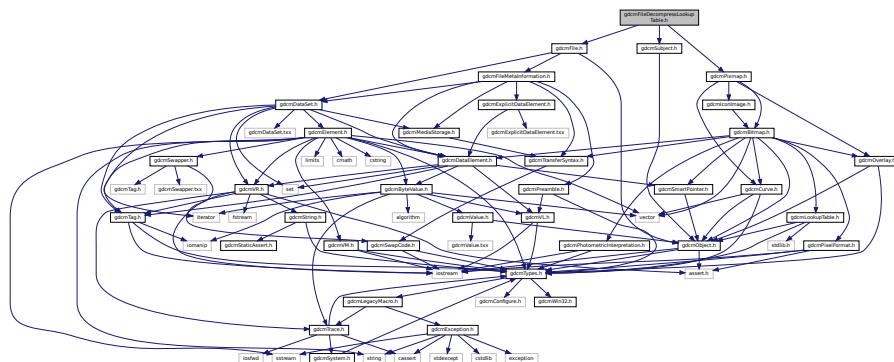 gdcmFileDecompressLookup
Table.h
gdcmFile.h
gdcmSubject.h
gdcmFileMetaInformation.h
gdcmPixmap.h
gdcmDataSet.h
gdcmExplicitDataElement.h
gdcmIconImage.h
gdcmDataSet.txx
gdcmElement.h
gdcmMediaStorage.h
gdcmExplicitDataElement.txx
gdcmBitmap.h
gdcmSwapper.h
limits
cmath
cstring
gdcmDataElement.h
gdcmTransferSyntax.h
gdcmOverlay.h
gdcmTag.h
gdcmSwapper.txx
gdcmVR.h
set
gdcmByteValue.h
gdcmPreamble.h
gdcmSmartPointer.h
gdcmCurve.h
gdcmTag.h
iterator
fstream
gdcmString.h
algorithm
gdcmValue.h
gdcmVL.h
vector
gdcmLookupTable.h
iomanip
gdcmStaticAssert.h
gdcmVM.h
gdcmSwapCode.h
gdcmValue.txx
gdcmPhotometricInterpretation.h
gdcmObject.h
stdlib.h
gdcmPixelFormat.h
iostream
gdcmTypes.h
assert.h
gdcmLegacyMacro.h
gdcmConfigure.h
gdcmWin32.h
gdcmTrace.h
gdcmException.h
iosfwd
sstream
gdcmSystem.h
string
cassert
stdexcept
cstdlib
exception